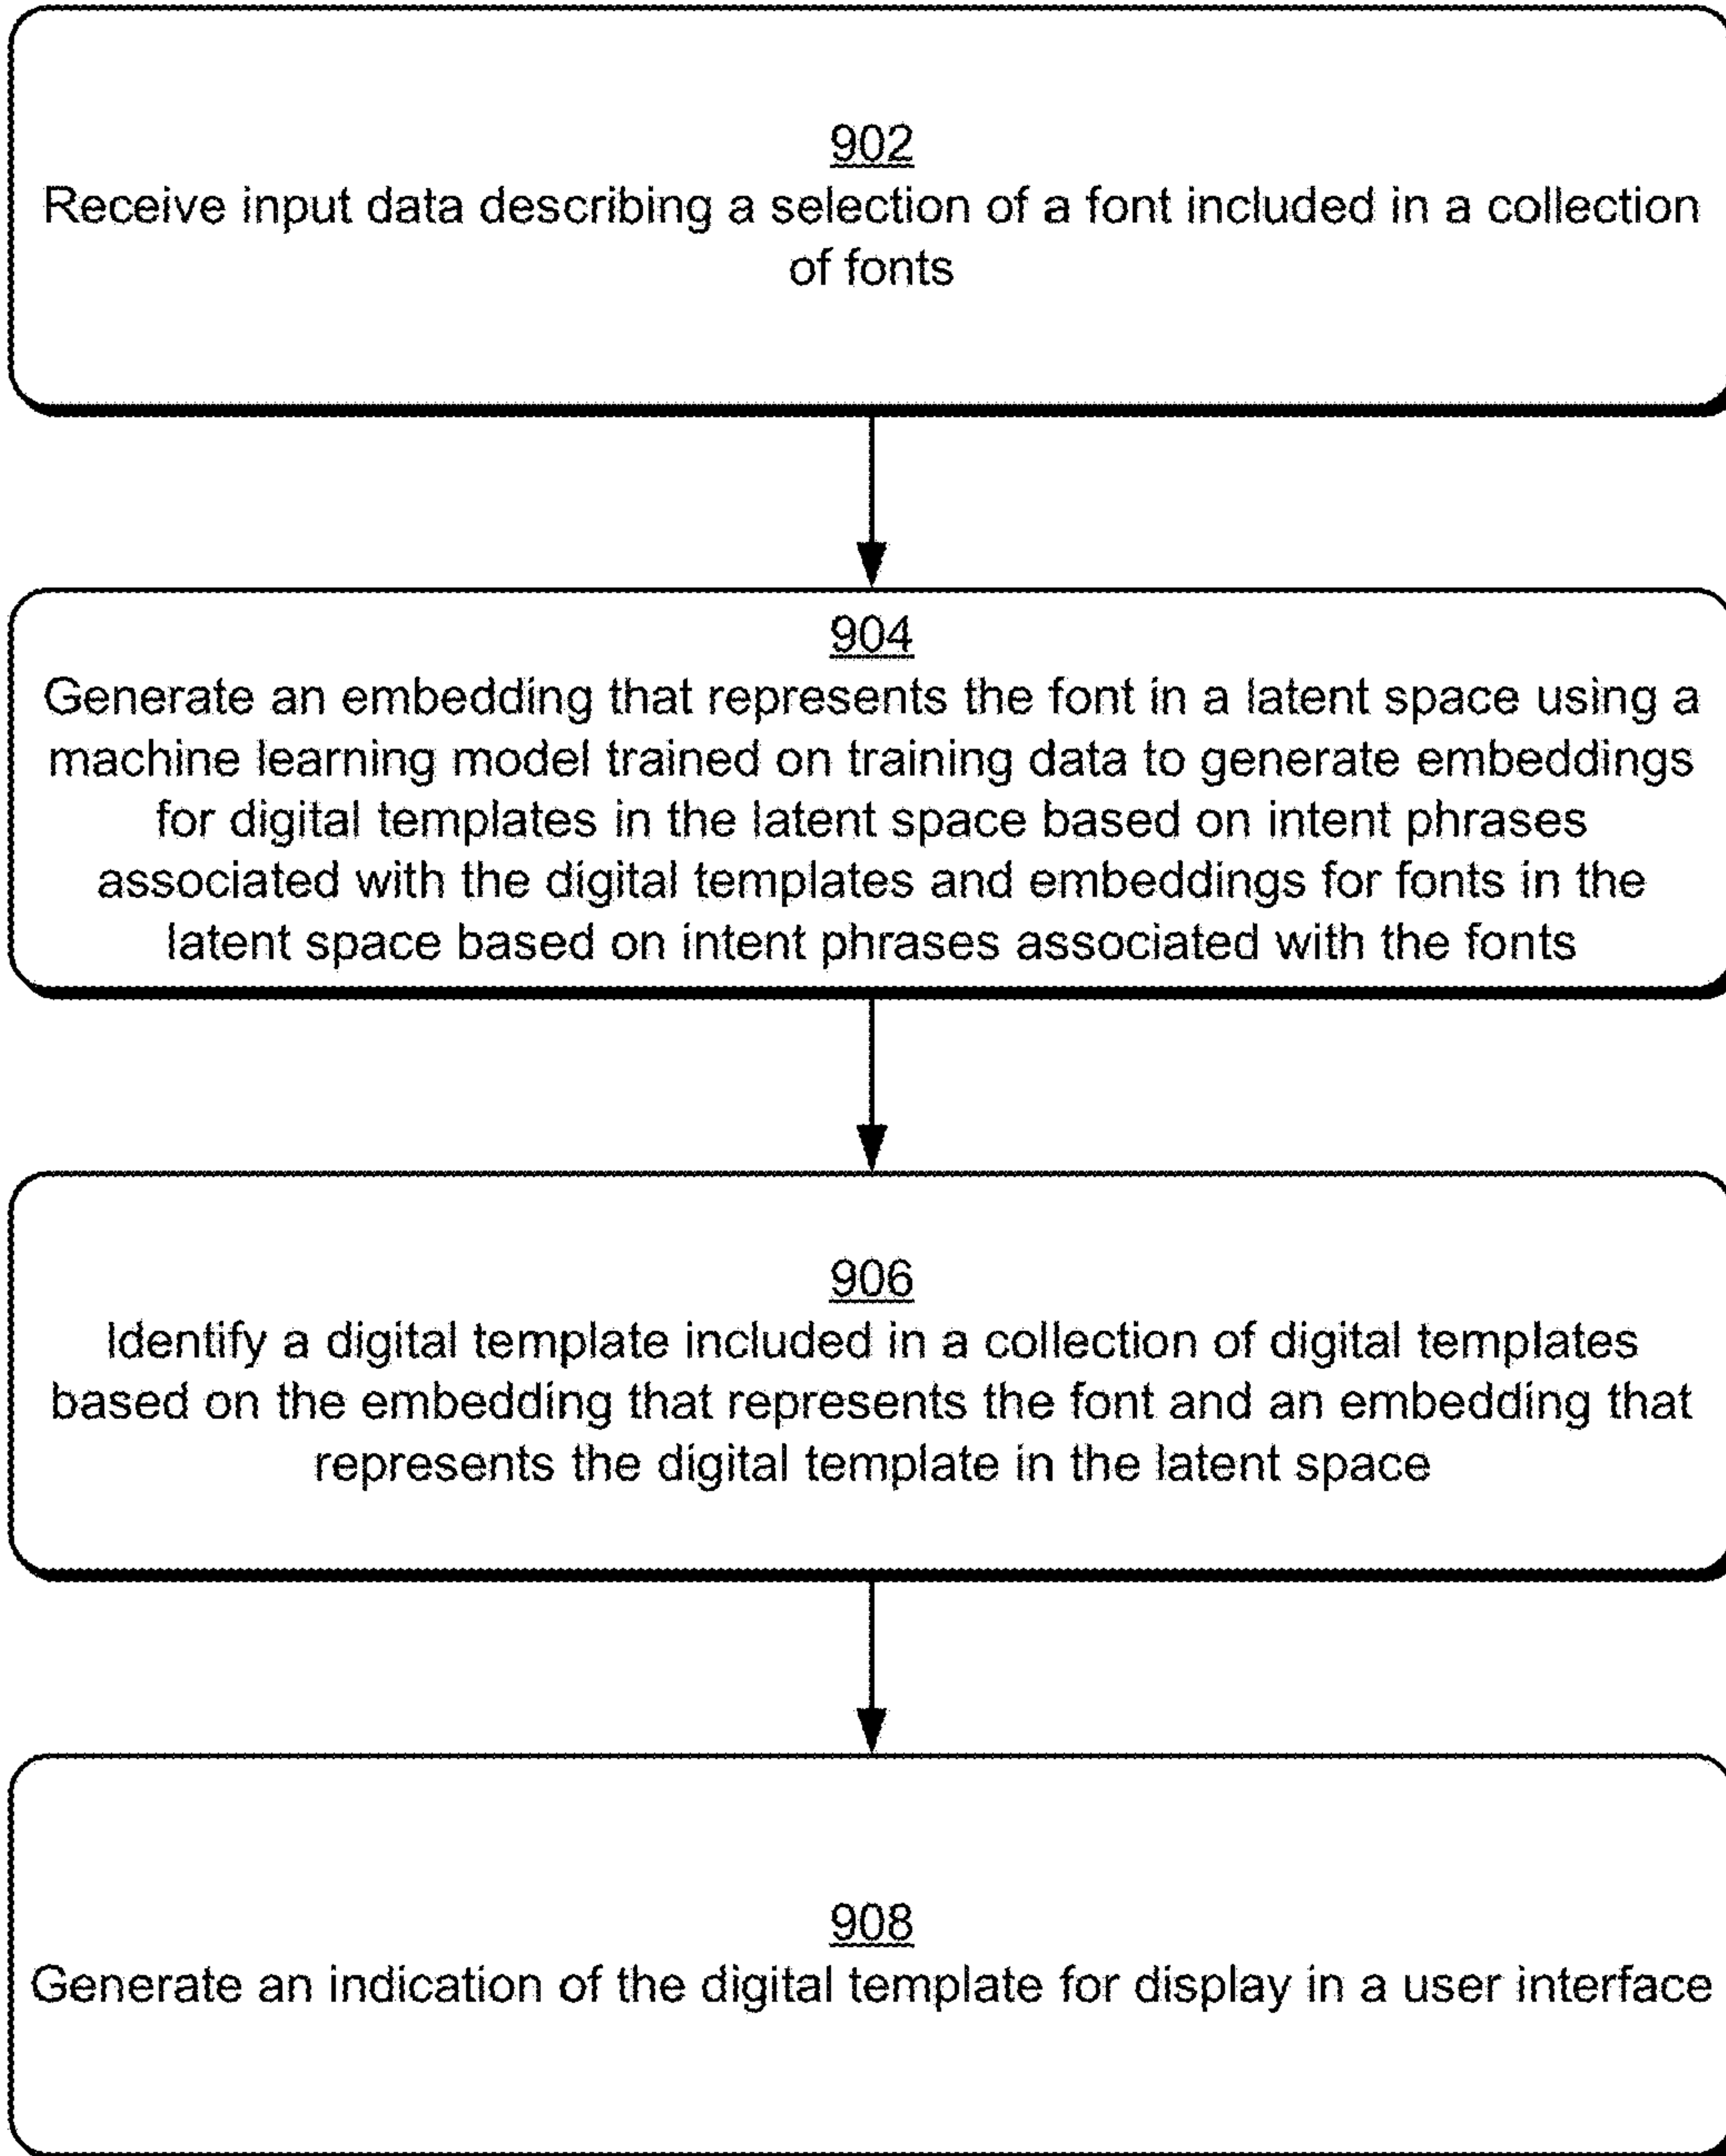 902
Receive input data describing a selection of a font included in a collection
of fonts
904
Generate an embedding that represents the font in a latent space using a
machine learning model trained on training data to generate embeddings
for digital templates in the latent space based on intent phrases
associated with the digital templates and embeddings for fonts in the
latent space based on intent phrases associated with the fonts
906
Identify a digital template included in a collection of digital templates
based on the embedding that represents the font and an embedding that
represents the digital template in the latent space
908
Generate an indication of the digital template for display in a user interface